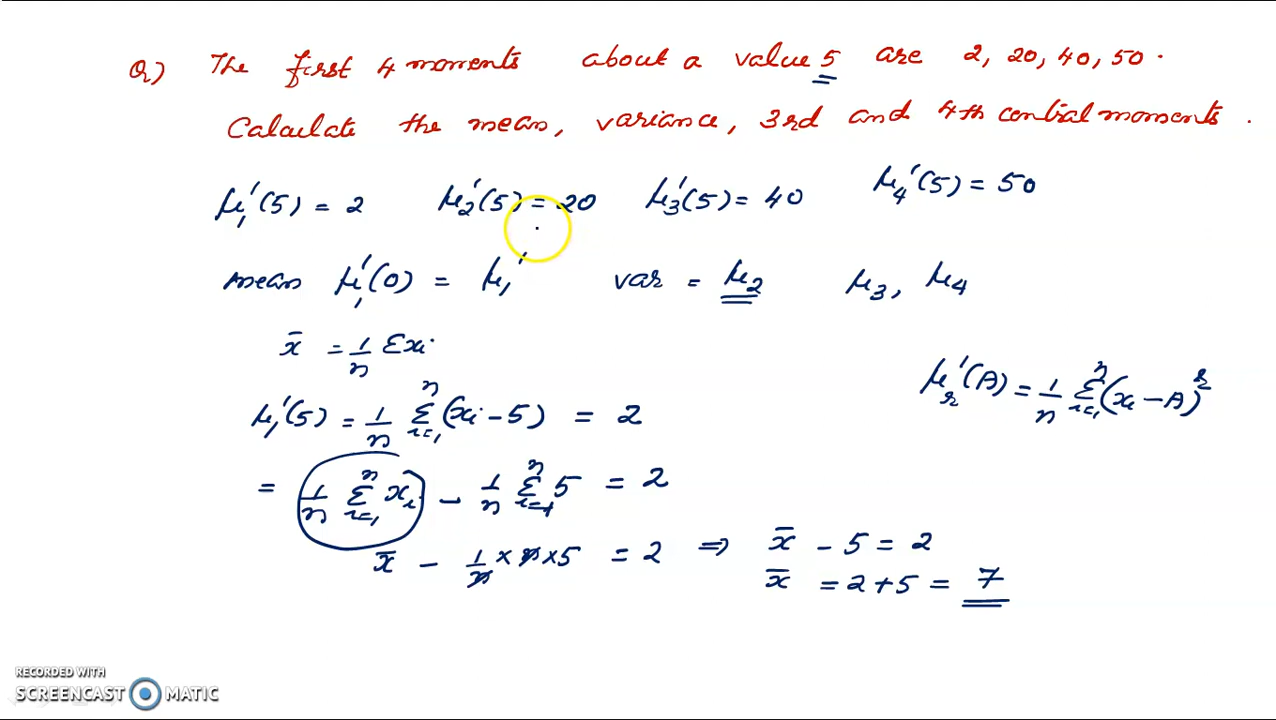 Q) The first 4 moments about a value 5 are 2, 20, 40, 50.
Calculate the mean, variance, 3rd and 4th central moments.
μ₁'(5) = 2 μ₂'(5) = 20 μ₃'(5) = 40 μ₄'(5) = 50
mean μ₁'(0) = μ₁' var = μ₂ μ₃, μ₄
x̄ = 1/n Σxi
μᵣ'(A) = 1/n Σⁿᵢ₌₁ (xi - A)ʳ
μ₁'(5) = 1/n Σⁿᵢ₌₁ (xi - 5) = 2
= 1/n Σⁿᵢ₌₁ xi - 1/n Σⁿᵢ₌₁ 5 = 2
x̄ - 1/n × n × 5 = 2 ⇒ x̄ - 5 = 2
x̄ = 2 + 5 = 7
RECORDED WITH
SCREENCAST MATIC